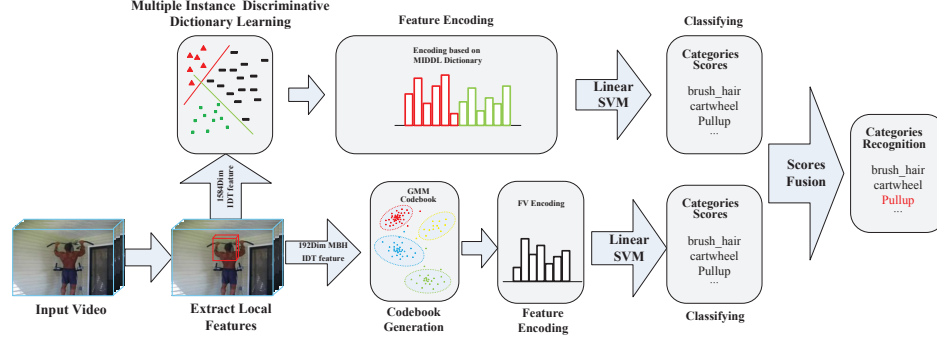 Multiple Instance Discriminative
Dictionary Learning
Feature Encoding
Classifying
Encoding based on
MIDDL Dictionary
Linear
SVM
Categories
Scores
brush_hair
cartwheel
Pullup
...
1584Dim
IDT feature
Scores
Fusion
Categories
Recognition
brush_hair
cartwheel
Pullup
...
Input Video
Extract Local
Features
192Dim MBH
IDT feature
GMM
Codebook
Codebook
Generation
FV Encoding
Feature
Encoding
Linear
SVM
Categories
Scores
brush_hair
cartwheel
Pullup
...
Classifying